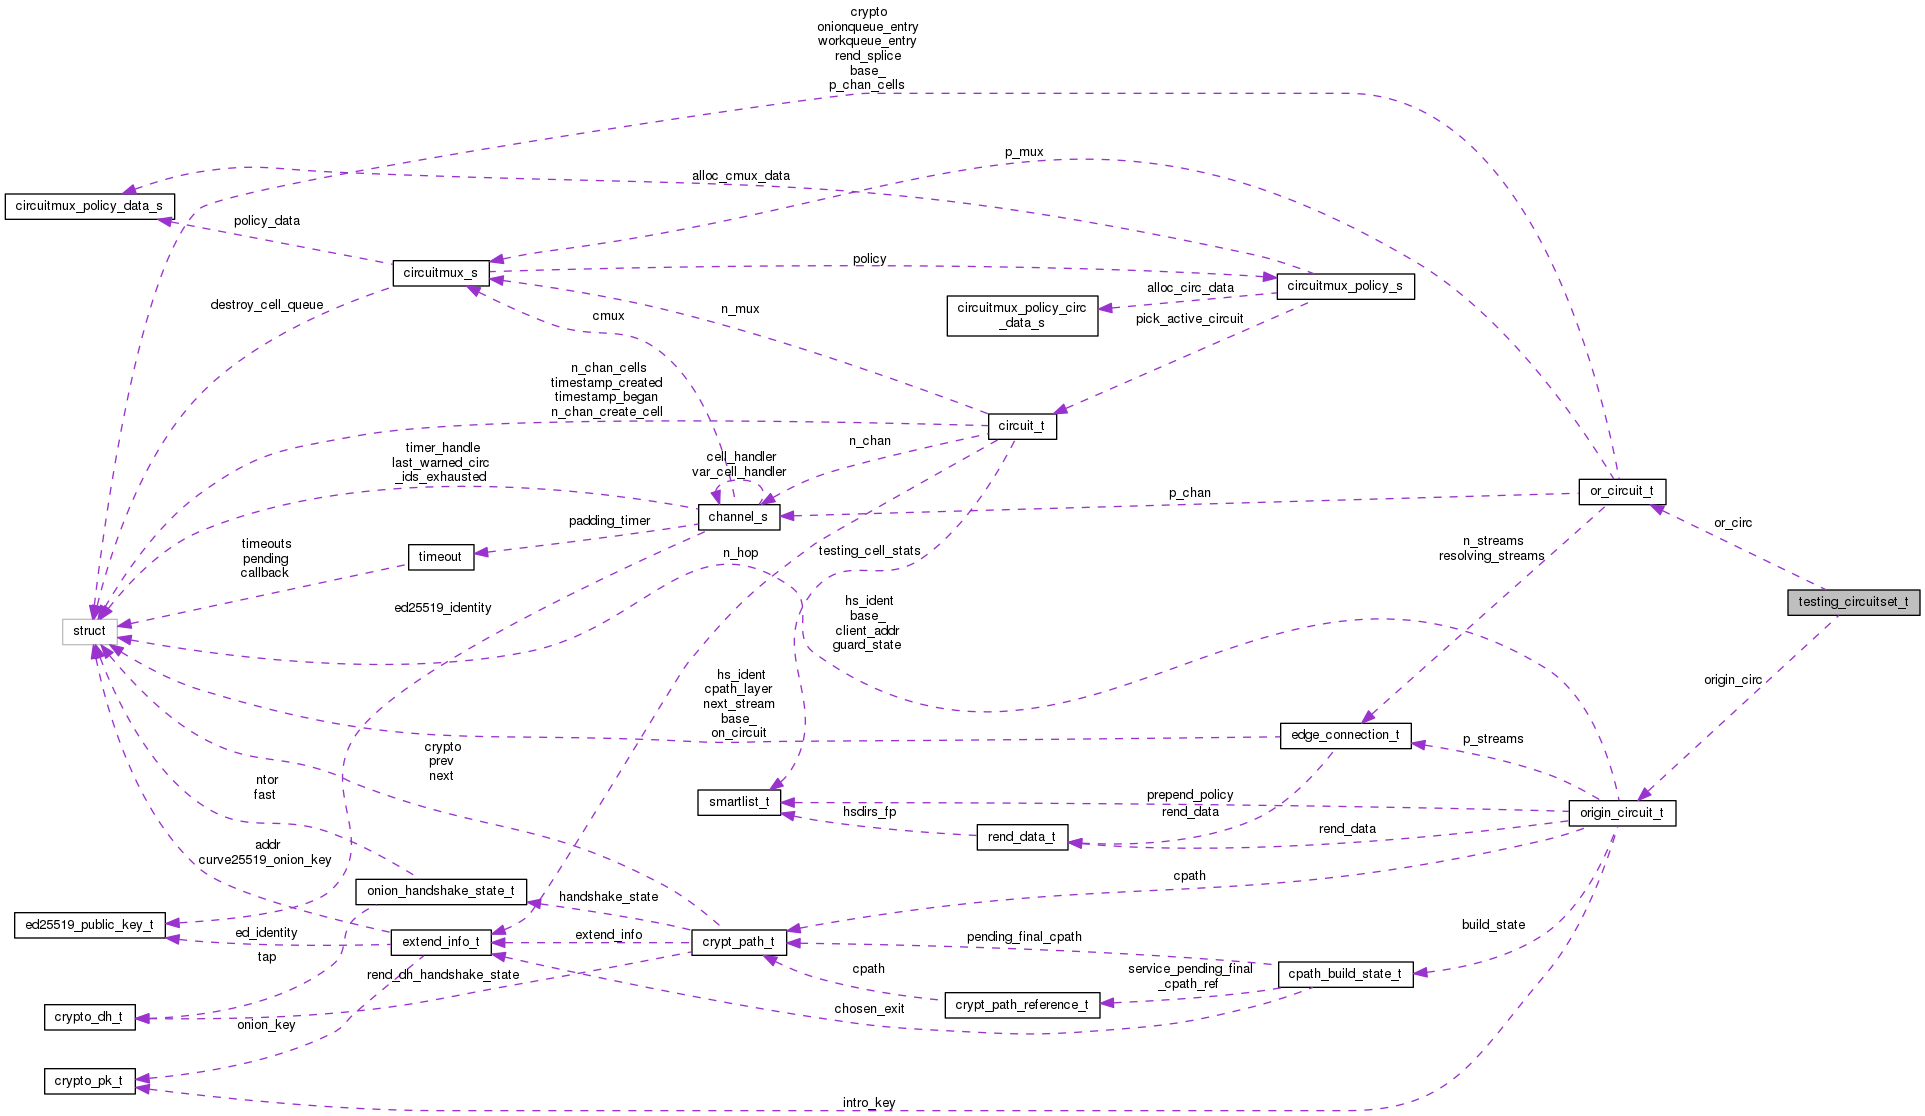 crypto
onionqueue_entry
workqueue_entry
rend_splice
base_
p_chan_cells
p_mux
alloc_cmux_data
circuitmux_policy_data_s
policy_data
policy
circuitmux_s
circuitmux_policy_s
alloc_circ_data
circuitmux_policy_circ
_data_s
destroy_cell_queue
cmux
n_mux
pick_active_circuit
n_chan_cells
timestamp_created
timestamp_began
n_chan_create_cell
circuit_t
n_chan
timer_handle
last_warned_circ
_ids_exhausted
cell_handler
var_cell_handler
or_circuit_t
p_chan
channel_s
padding_timer
or_circ
timeouts
pending
callback
timeout
n_hop
testing_cell_stats
n_streams
resolving_streams
testing_circuitset_t
ed25519_identity
struct
hs_ident
base_
client_addr
guard_state
hs_ident
cpath_layer
next_stream
base_
on_circuit
origin_circ
edge_connection_t
p_streams
crypto
prev
next
ntor
fast
smartlist_t
prepend_policy
rend_data
hsdirs_fp
rend_data_t
rend_data
origin_circuit_t
addr
curve25519_onion_key
onion_handshake_state_t
handshake_state
cpath
ed25519_public_key_t
ed_identity
tap
extend_info_t
extend_info
crypt_path_t
pending_final_cpath
build_state
rend_dh_handshake_state
cpath
service_pending_final
_cpath_ref
cpath_build_state_t
crypto_dh_t
onion_key
chosen_exit
crypt_path_reference_t
crypto_pk_t
intro_key